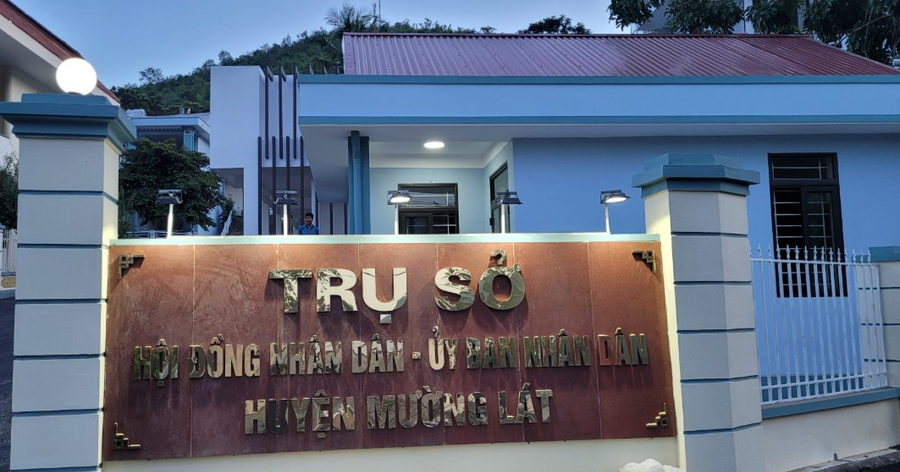 TRỤ SỞ
HỘI ĐỒNG NHÂN DÂN - ỦY BAN NHÂN DÂN
HUYỆN MƯỜNG LÁT